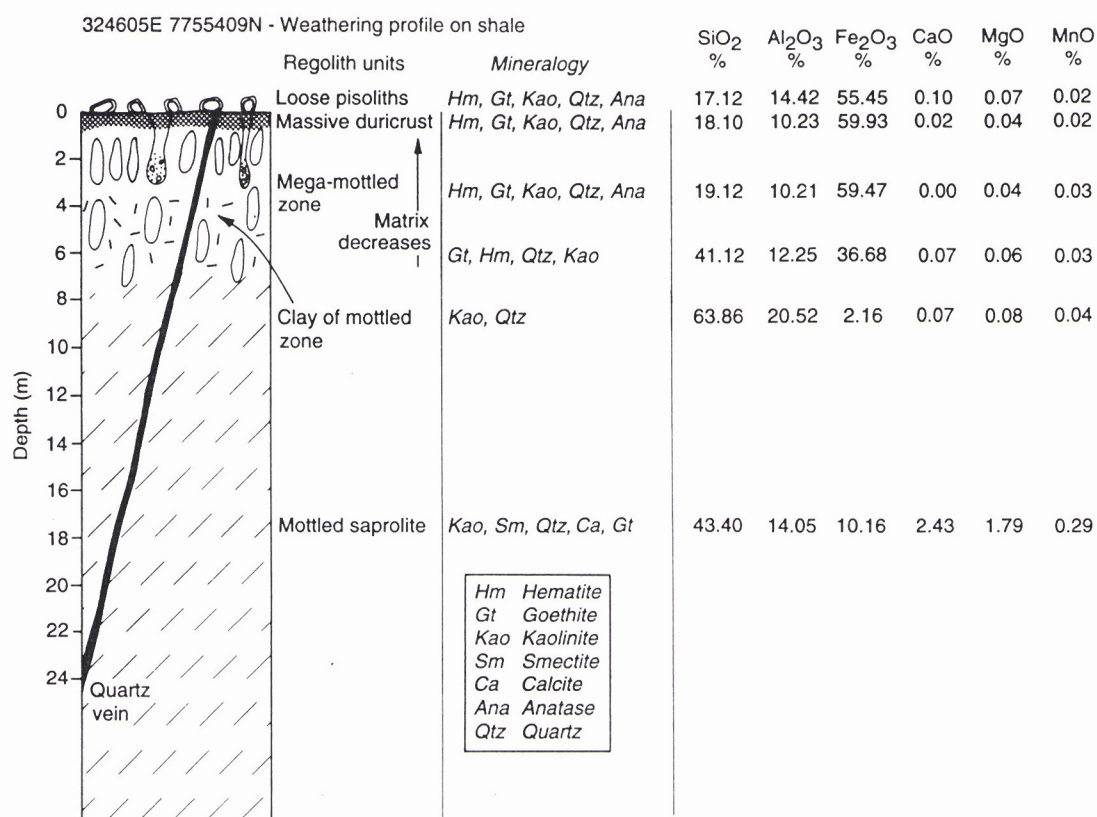 324605E 7755409N - Weathering profile on shale
Regolith units Mineralogy SiO2 % Al2O3 % Fe2O3 % CaO % MgO % MnO %
Loose pisoliths Hm, Gt, Kao, Qtz, Ana 17.12 14.42 55.45 0.10 0.07 0.02
Massive duricrust Hm, Gt, Kao, Qtz, Ana 18.10 10.23 59.93 0.02 0.04 0.02
Mega-mottled zone Hm, Gt, Kao, Qtz, Ana 19.12 10.21 59.47 0.00 0.04 0.03
Matrix decreases
Gt, Hm, Qtz, Kao 41.12 12.25 36.68 0.07 0.06 0.03
Clay of mottled zone Kao, Qtz 63.86 20.52 2.16 0.07 0.08 0.04
Mottled saprolite Kao, Sm, Qtz, Ca, Gt 43.40 14.05 10.16 2.43 1.79 0.29
Depth (m)
0
2
4
6
8
10
12
14
16
18
20
22
24
Quartz
vein
Hm Hematite
Gt Goethite
Kao Kaolinite
Sm Smectite
Ca Calcite
Ana Anatase
Qtz Quartz